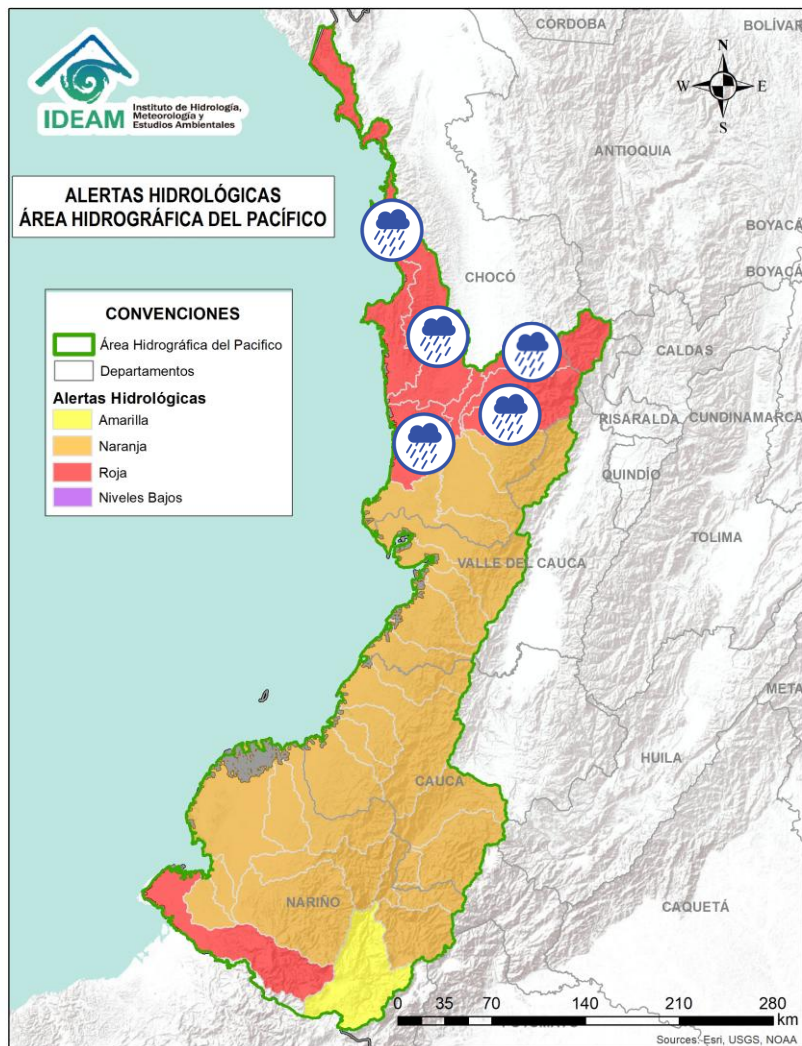 IDEAM
Instituto de Hidrología,
Meteorología y
Estudios Ambientales
ALERTAS HIDROLÓGICAS
ÁREA HIDROGRÁFICA DEL PACÍFICO
CONVENCIONES
Área Hidrográfica del Pacifico
Departamentos
Alertas Hidrológicas
Amarilla
Naranja
Roja
Niveles Bajos
N
W
E
S
CÓRDOBA
BOLÍVAR
ANTIOQUIA
BOYACÁ
BOYACÁ
CHOCÓ
CALDAS
RISARALDA
CUNDINAMARCA
QUINDÍO
TOLIMA
VALLE DEL CAUCA
META
HUILA
CAUCA
NARIÑO
CAQUETÁ
0 35 70 140 210 280
km
Sources: Esri, USGS, NOAA